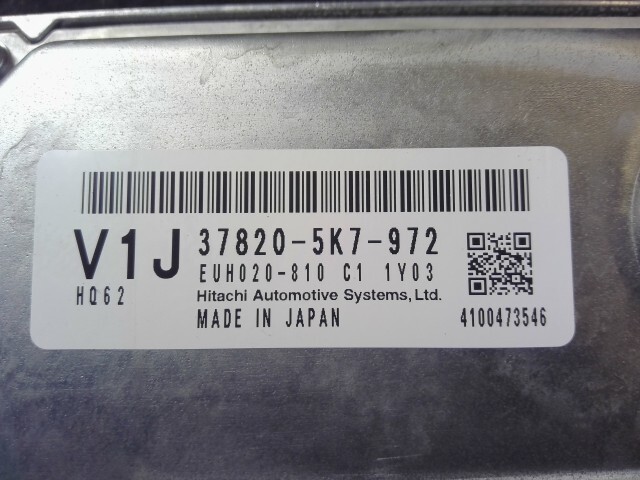 V1J 37820-5K7-972
HQ62 EUH020-810 C1 1Y03
Hitachi Automotive Systems, Ltd.
MADE IN JAPAN 4100473546